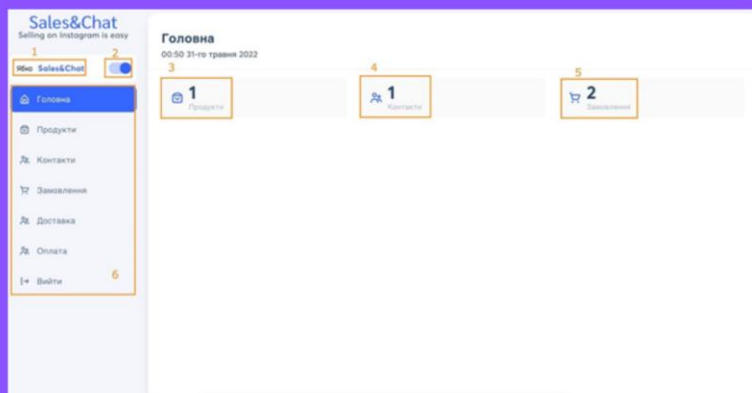 Sales&Chat
Selling on Instagram is easy
1
2
Sales&Chat
Головна
Продукти
Контакти
Замовлення
Доставка
Оплата
Вийти
6
Головна
00:50 31-го травня 2022
3
1
Продукти
4
1
Контакти
5
2
Замовлення